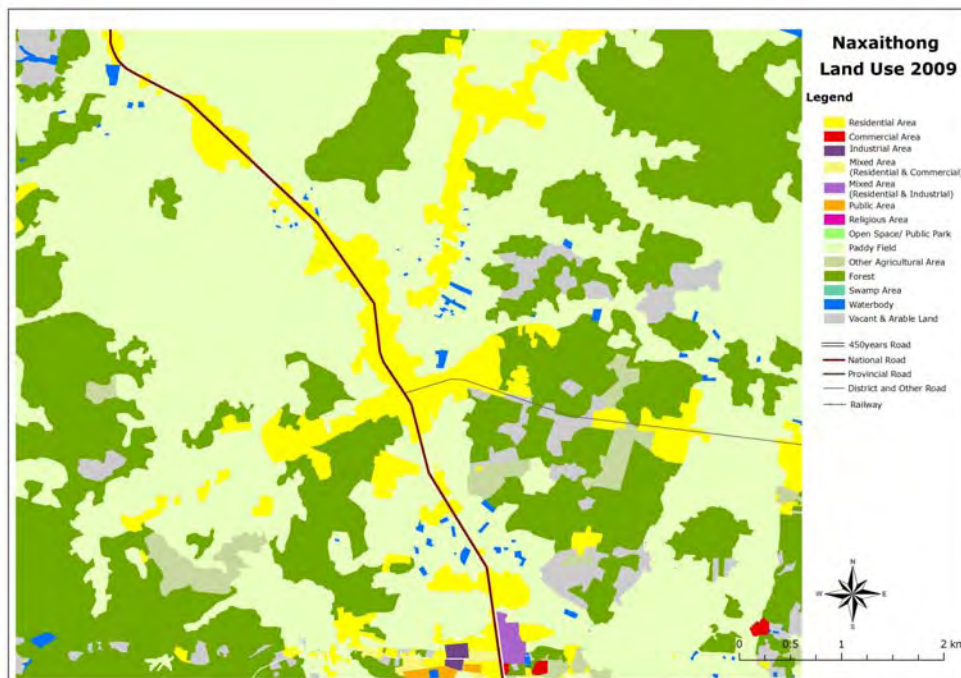 Naxaithong
Land Use 2009
Legend
Residential Area
Commercial Area
Industrial Area
Mixed Area
(Residential & Commercial)
Mixed Area
(Residential & Industrial)
Public Area
Religious Area
Open Space/ Public Park
Paddy Field
Other Agricultural Area
Forest
Swamp Area
Waterbody
Vacant & Arable Land
450years Road
National Road
Provincial Road
District and Other Road
Railway
N
W E
S
0 0.5 1 2 km